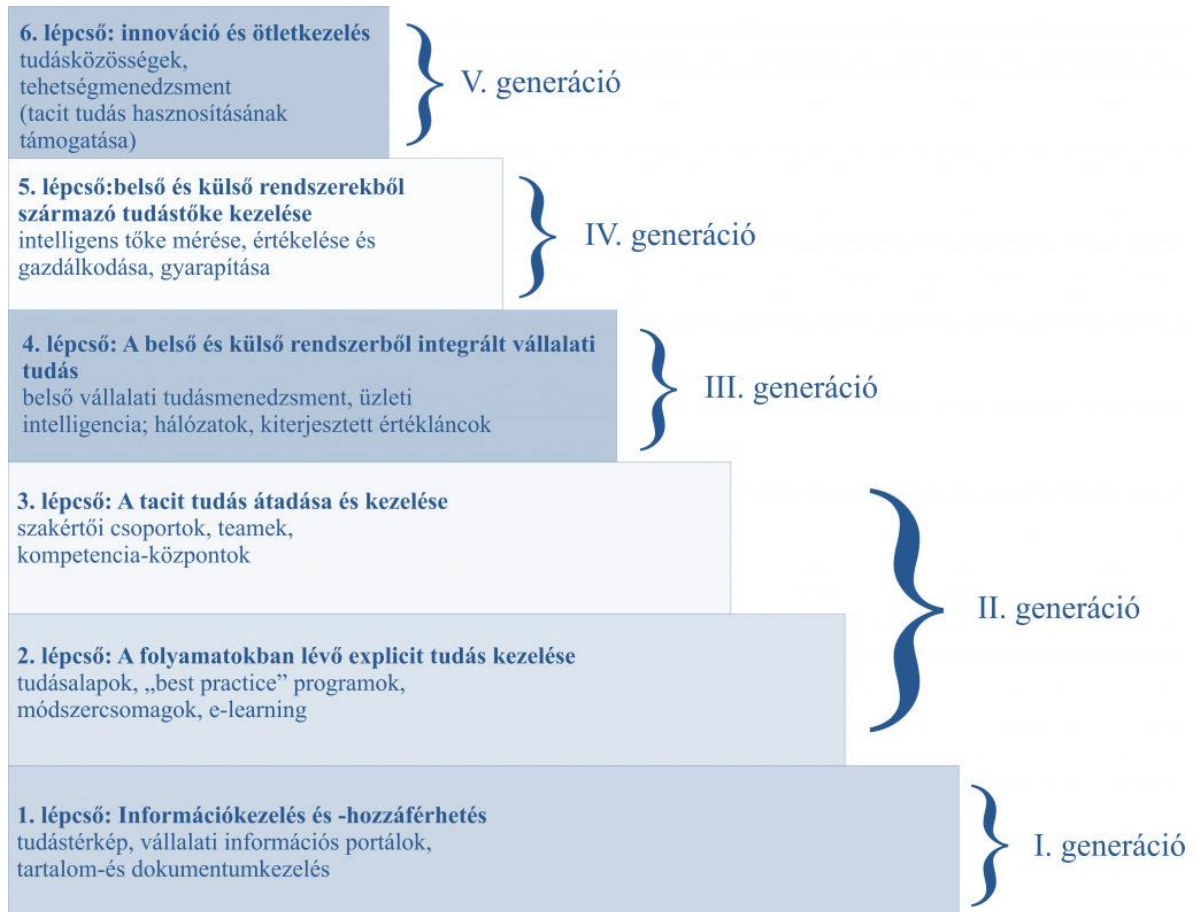 6. lépcső: innováció és ötletkezelés
tudásközösségek,
tehetségmenedzsment
(tacit tudás hasznosításának
támogatása)
V. generáció
5. lépcső:belső és külső rendszerekből
származó tudástőke kezelése
intelligens tőke mérése, értékelése és
gazdálkodása, gyarapítása
IV. generáció
4. lépcső: A belső és külső rendszerből integrált vállalati
tudás
belső vállalati tudásmenedzsment, üzleti
intelligencia; hálózatok, kiterjesztett értékláncok
III. generáció
3. lépcső: A tacit tudás átadása és kezelése
szakértői csoportok, teamek,
kompetencia-központok
2. lépcső: A folyamatokban lévő explicit tudás kezelése
tudásalapok, „best practice” programok,
módszercsomagok, e-learning
II. generáció
1. lépcső: Információkezelés és -hozzáférhetés
tudástérkép, vállalati információs portálok,
tartalom-és dokumentumkezelés
I. generáció